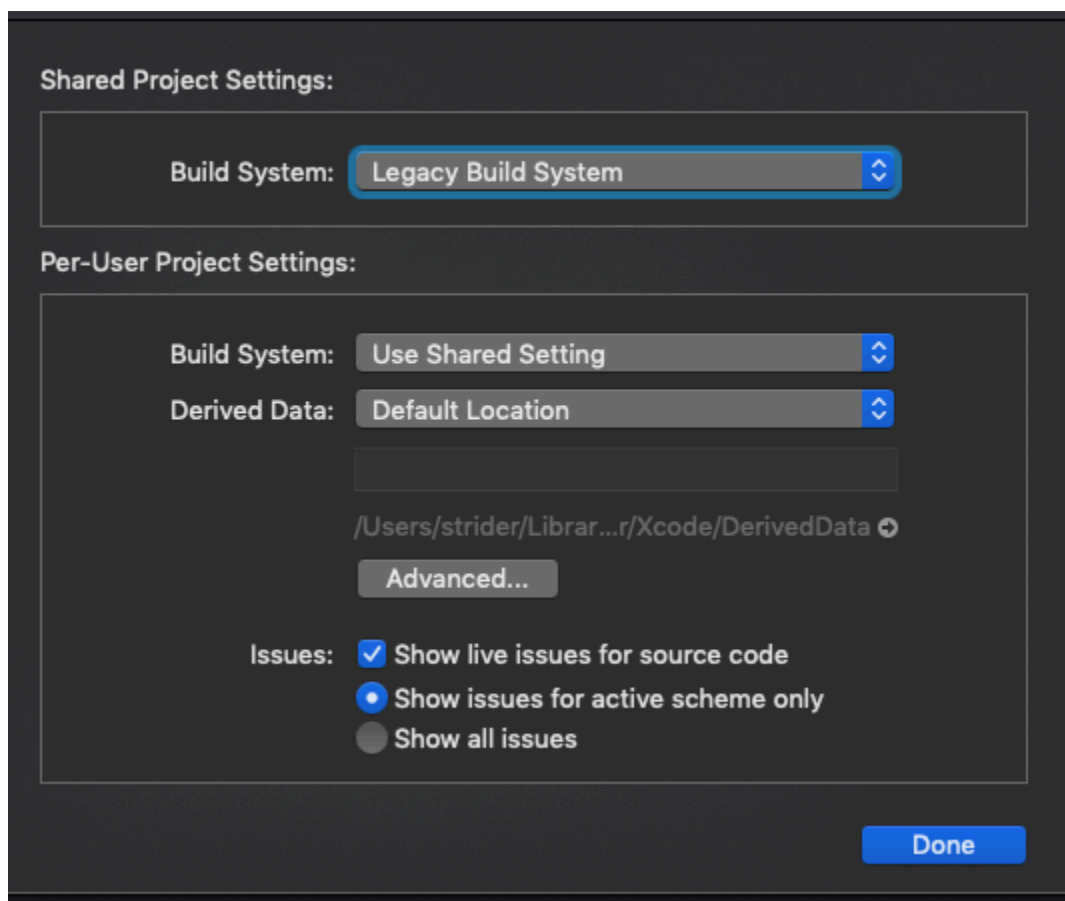 Shared Project Settings:
Build System: Legacy Build System
Per-User Project Settings:
Build System: Use Shared Setting
Derived Data: Default Location
/Users/strider/Librar...r/Xcode/DerivedData
Advanced...
Issues: Show live issues for source code
Show issues for active scheme only
Show all issues
Done